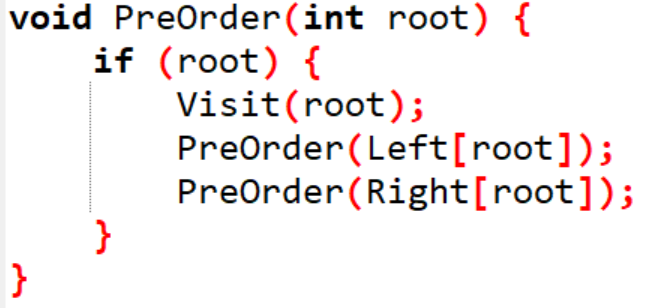 void PreOrder(int root) {
    if (root) {
        Visit(root);
        PreOrder(Left[root]);
        PreOrder(Right[root]);
    }
}